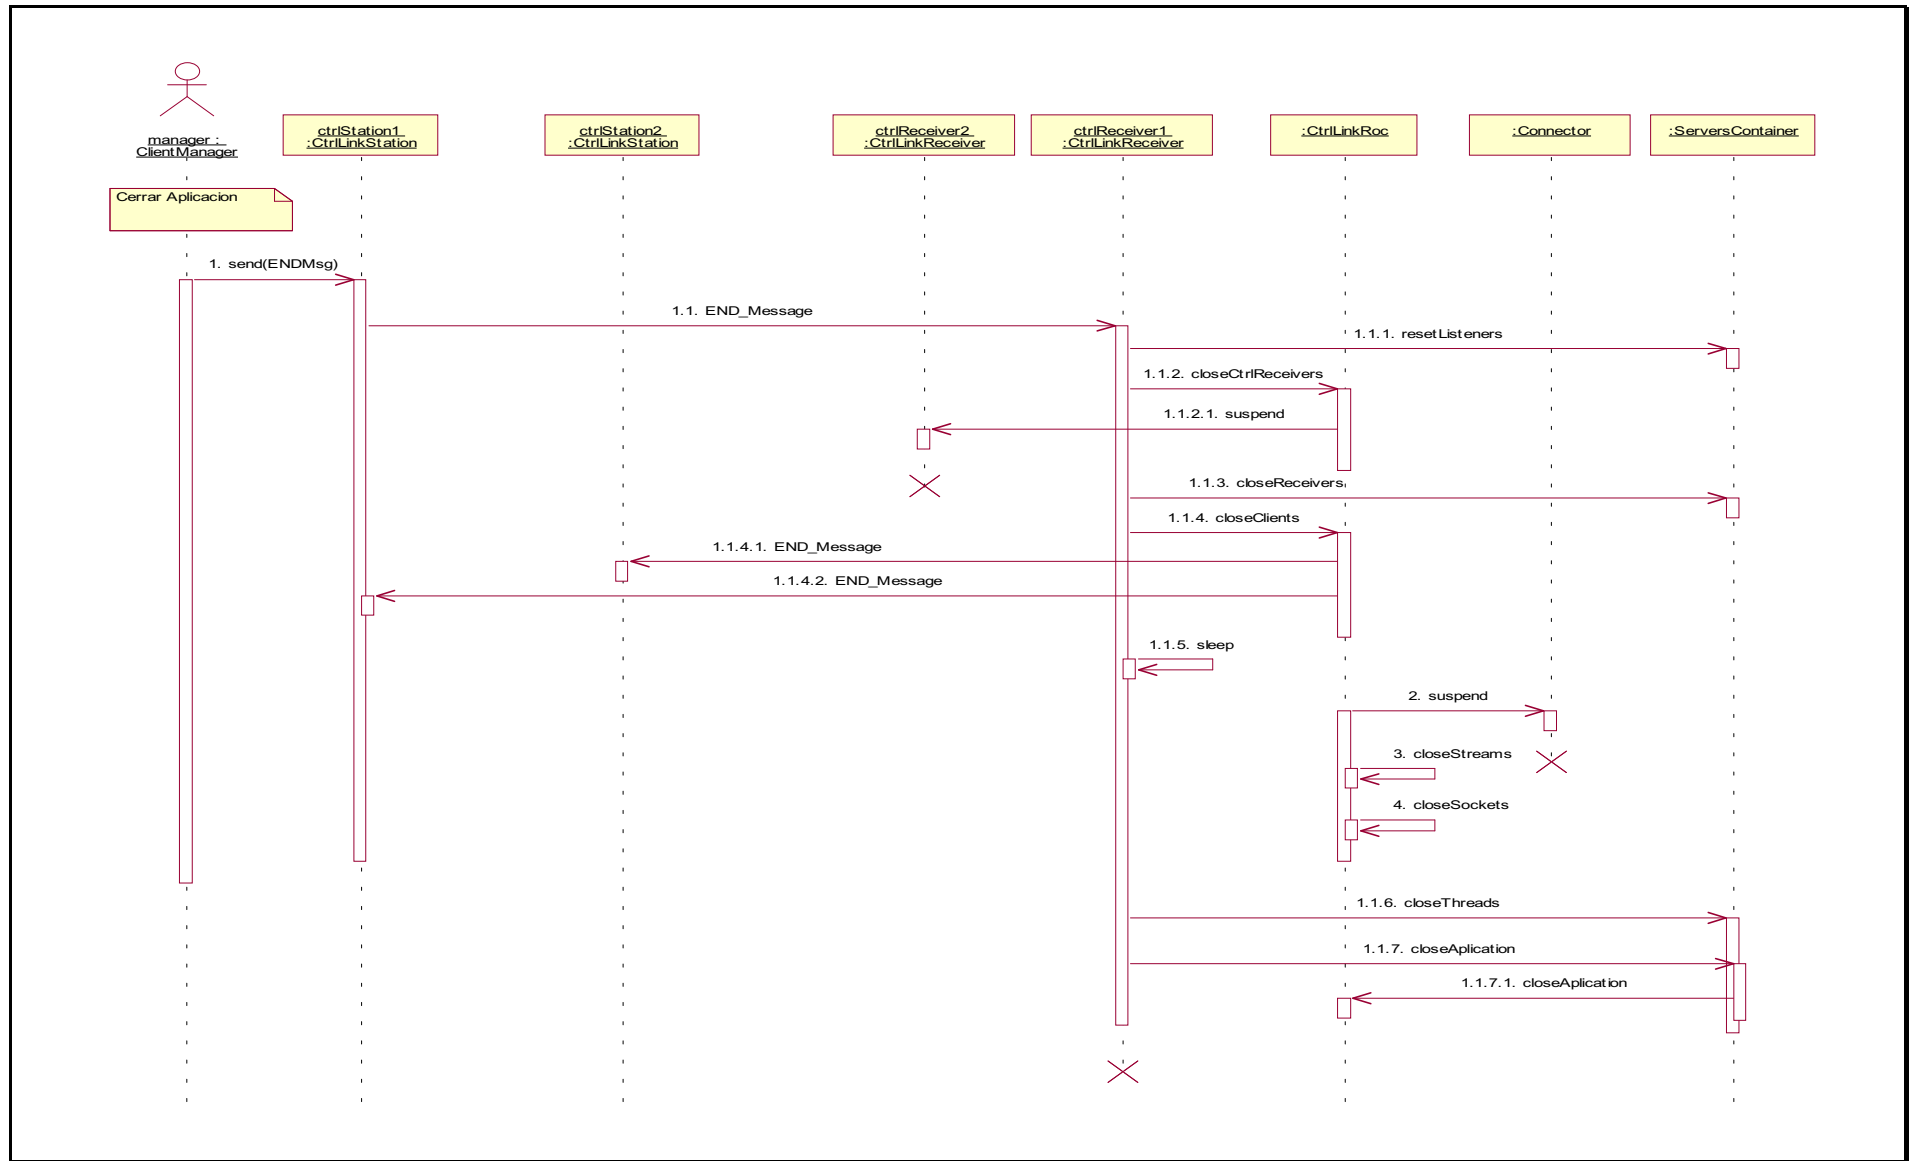 manager :
ClientManager
ctrlStation1
:CtrlLinkStation
ctrlStation2
:CtrlLinkStation
ctrlReceiver2
:CtrlLinkReceiver
ctrlReceiver1
:CtrlLinkReceiver
:CtrlLinkRoc
:Connector
:ServersContainer
Cerrar Aplicacion
1. send(ENDMsg)
1.1. END_Message
1.1.1. resetListeners
1.1.2. closeCtrlReceivers
1.1.2.1. suspend
1.1.3. closeReceivers
1.1.4. closeClients
1.1.4.1. END_Message
1.1.4.2. END_Message
1.1.5. sleep
2. suspend
3. closeStreams
4. closeSockets
1.1.6. closeThreads
1.1.7. closeAplication
1.1.7.1. closeAplication